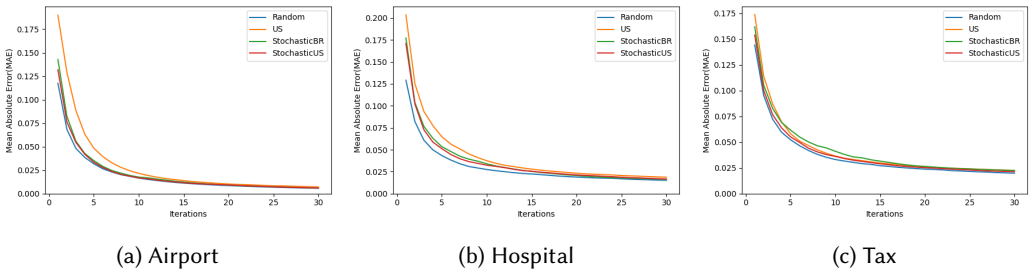 Mean Absolute Error(MAE)
0.175
0.150
0.125
0.100
0.075
0.050
0.025
0.000
0 5 10 15 20 25 30
Iterations
Random
US
StochasticBR
StochasticUS
(a) Airport
Mean Absolute Error(MAE)
0.200
0.175
0.150
0.125
0.100
0.075
0.050
0.025
0.000
0 5 10 15 20 25 30
Iterations
Random
US
StochasticBR
StochasticUS
(b) Hospital
Mean Absolute Error(MAE)
0.175
0.150
0.125
0.100
0.075
0.050
0.025
0.000
0 5 10 15 20 25 30
Iterations
Random
US
StochasticBR
StochasticUS
(c) Tax